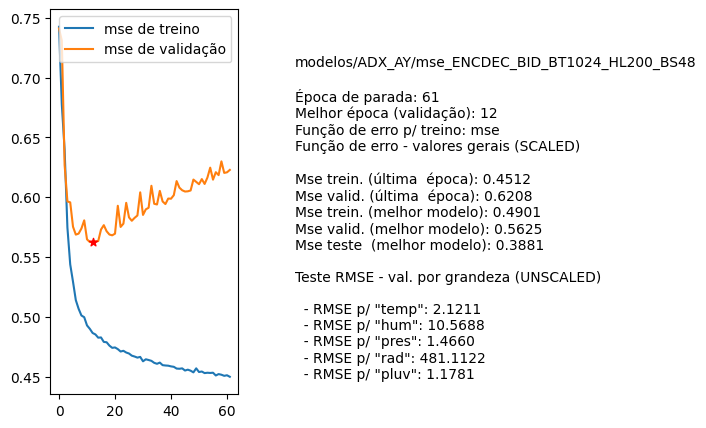 mse de treino
mse de validação
0.75
0.70
0.65
0.60
0.55
0.50
0.45
0
20
40
60
modelos/ADX_AY/mse_ENCDEC_BID_BT1024_HL200_BS48
Época de parada: 61
Melhor época (validação): 12
Função de erro p/ treino: mse
Função de erro - valores gerais (SCALED)
Mse trein. (última  época): 0.4512
Mse valid. (última  época): 0.6208
Mse trein. (melhor modelo): 0.4901
Mse valid. (melhor modelo): 0.5625
Mse teste  (melhor modelo): 0.3881
Teste RMSE - val. por grandeza (UNSCALED)
- RMSE p/ "temp": 2.1211
- RMSE p/ "hum": 10.5688
- RMSE p/ "pres": 1.4660
- RMSE p/ "rad": 481.1122
- RMSE p/ "pluv": 1.1781